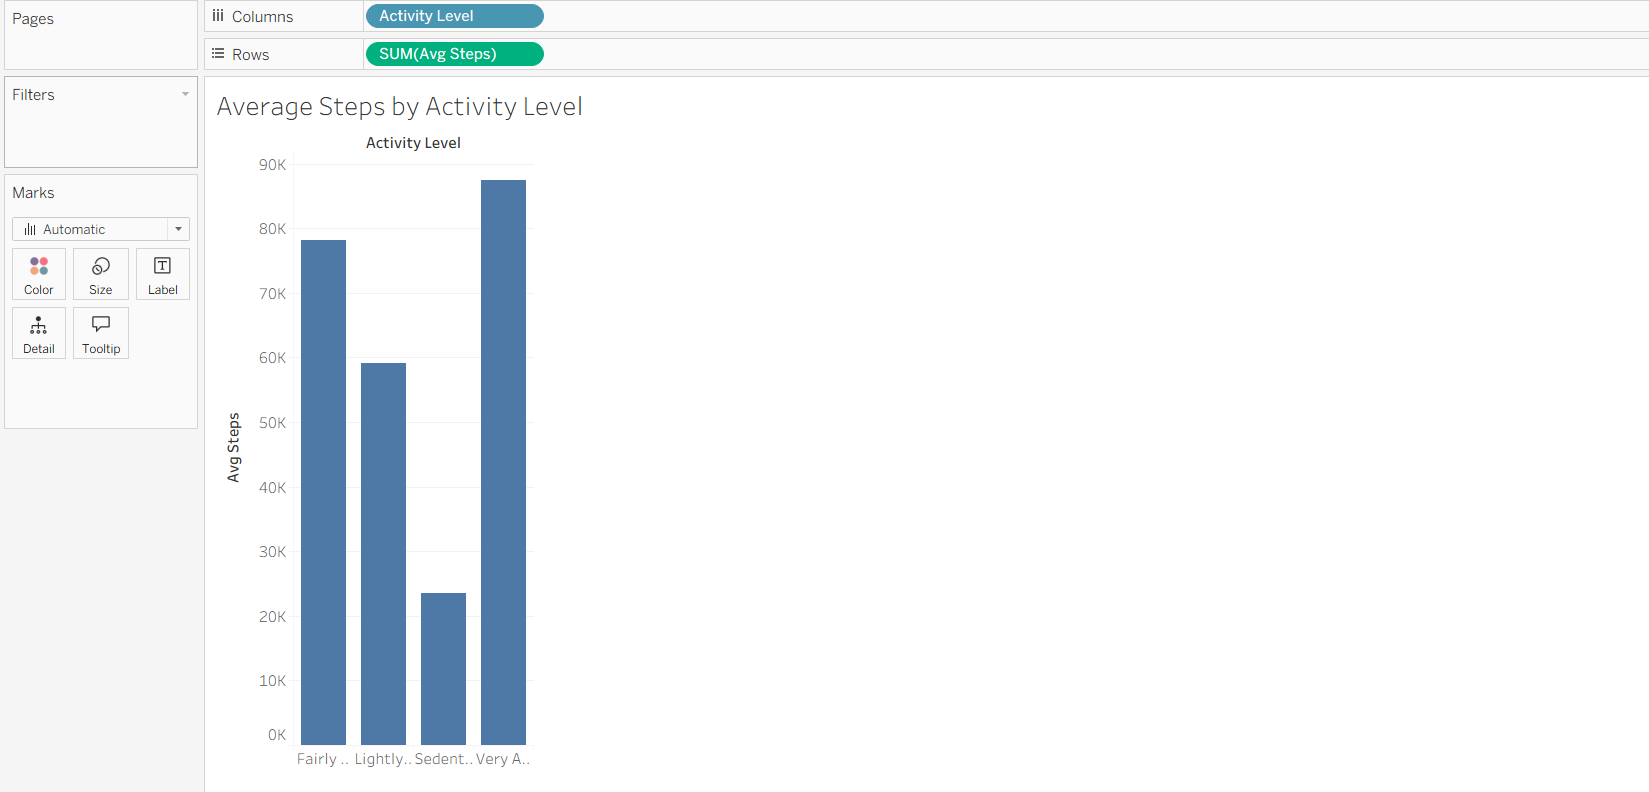 Pages
Columns
Activity Level
Rows
SUM(Avg Steps)
Filters
Marks
Automatic
Color
Size
Label
Detail
Tooltip
Average Steps by Activity Level
Activity Level
90K
80K
70K
60K
50K
40K
30K
20K
10K
0K
Avg Steps
Fairly .. Lightly.. Sedent.. Very A..